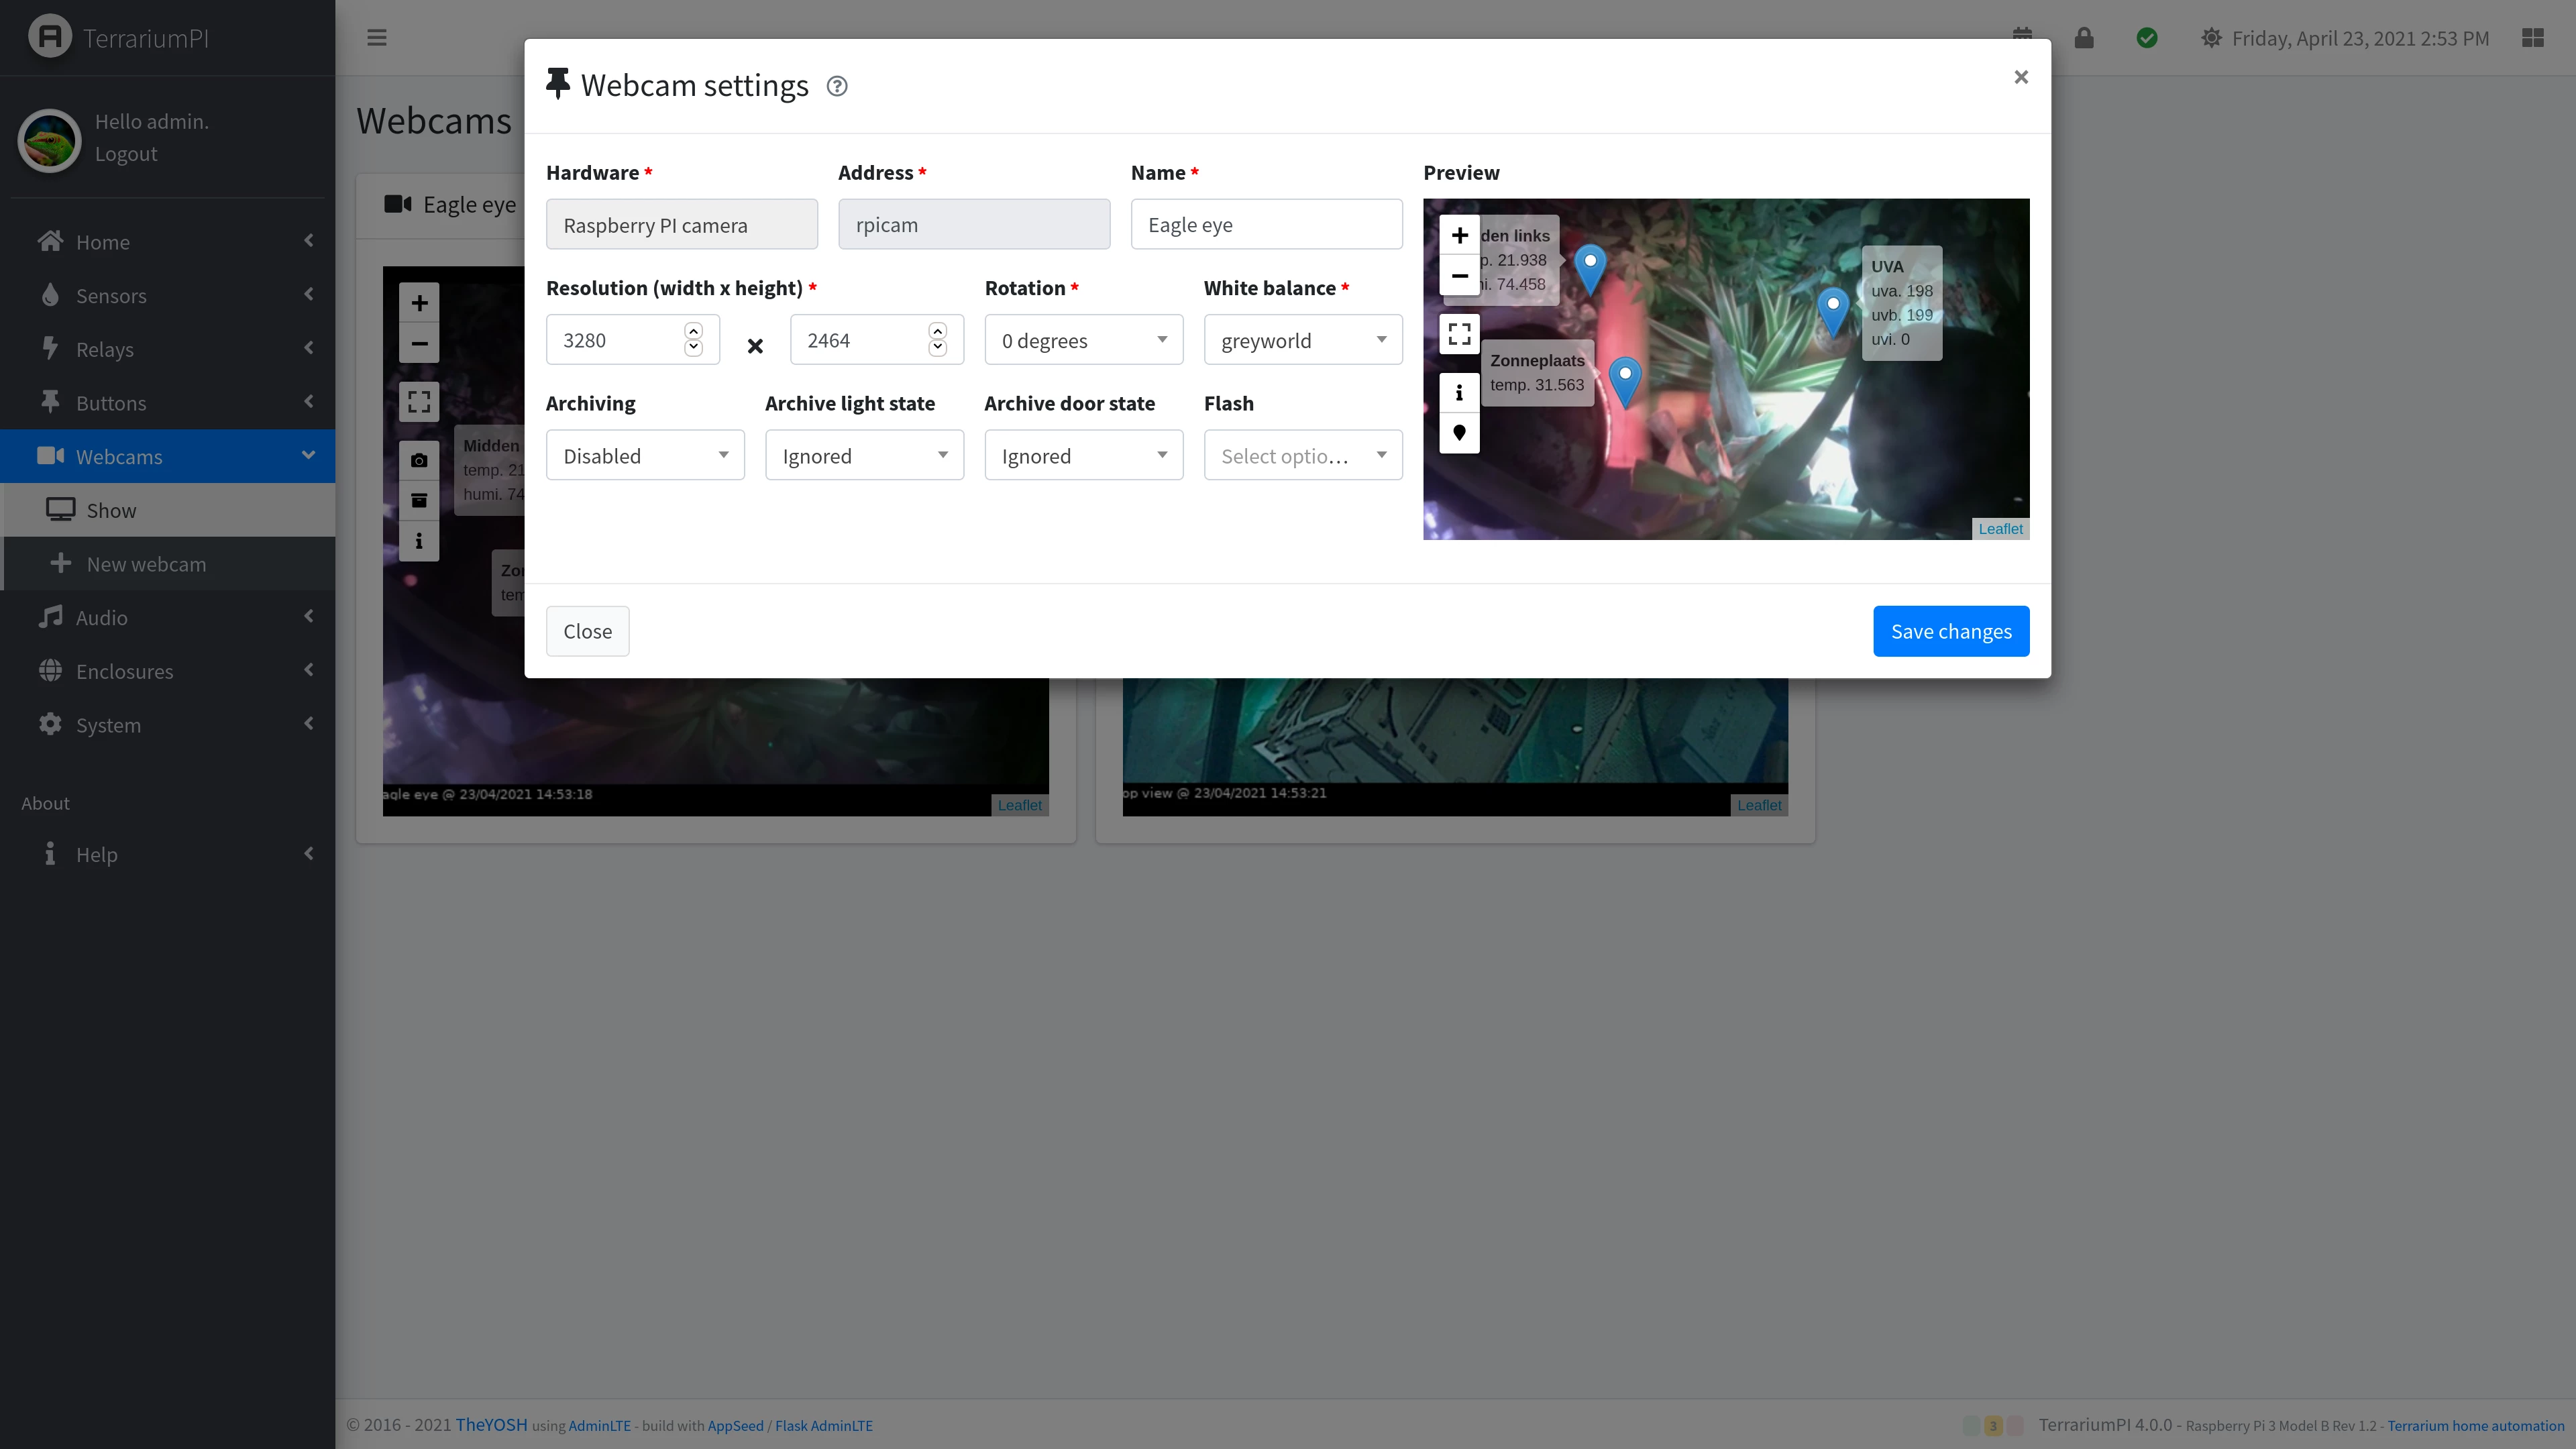 TerrariumPI
Friday, April 23, 2021 2:53 PM
Hello admin.
Logout
Home
Sensors
Relays
Buttons
Webcams
Show
New webcam
Audio
Enclosures
System
About
Help
Webcams
Eagle eye
Midden
temp. 21
humi. 74
Zon
tem
agle eye @ 23/04/2021 14:53:18
Leaflet
op view @ 23/04/2021 14:53:21
Leaflet
Webcam settings
×
Hardware *
Address *
Name *
Preview
Raspberry PI camera
rpicam
Eagle eye
Resolution (width x height) *
Rotation *
White balance *
3280
×
2464
0 degrees
greyworld
Archiving
Archive light state
Archive door state
Flash
Disabled
Ignored
Ignored
Select optio…
den links
p. 21.938
ni. 74.458
UVA
uva. 198
uvb. 199
uvi. 0
Zonneplaats
temp. 31.563
Leaflet
Close
Save changes
© 2016 - 2021 TheYOSH using AdminLTE - build with AppSeed / Flask AdminLTE
3
TerrariumPI 4.0.0 - Raspberry Pi 3 Model B Rev 1.2 - Terrarium home automation